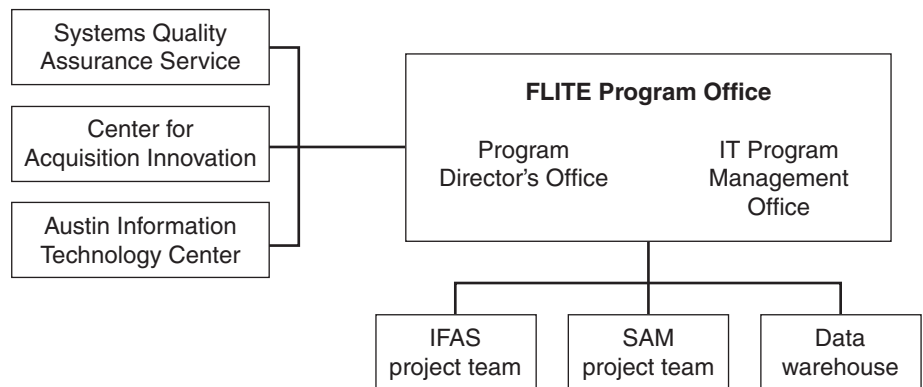 Systems Quality
Assurance Service
Center for
Acquisition Innovation
Austin Information
Technology Center
FLITE Program Office
Program
Director's Office
IT Program
Management
Office
IFAS
project team
SAM
project team
Data
warehouse